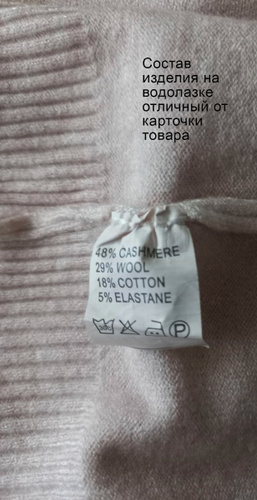 Состав
изделия на
водолазке
отличный от
карточки
товара
48% CASHMERE
29% WOOL
18% COTTON
5% ELASTANE
P